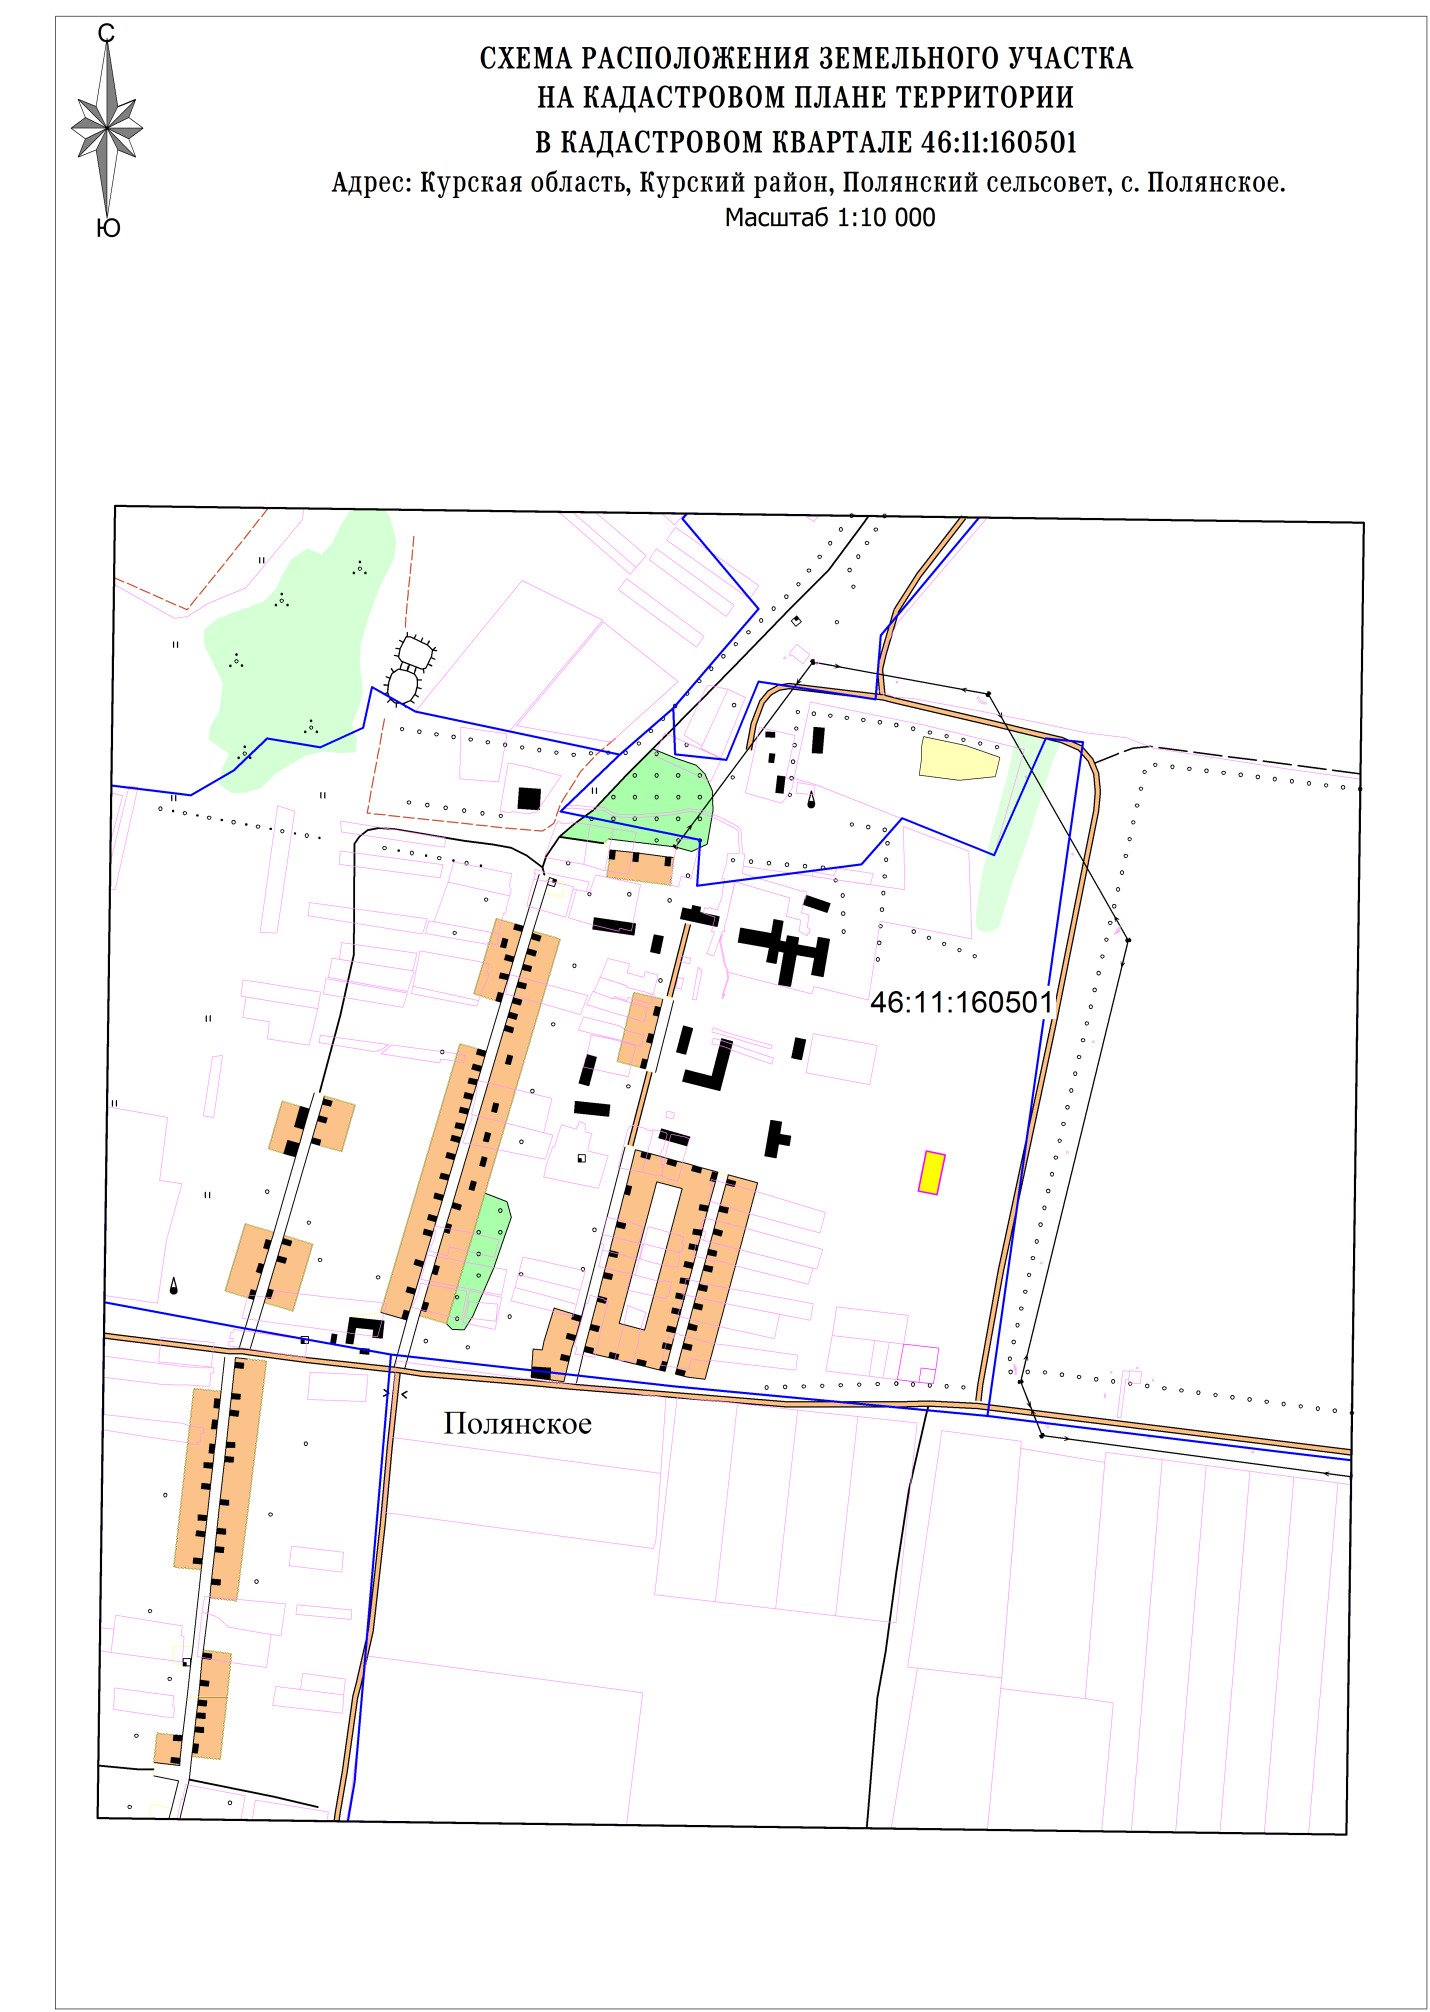 С
СХЕМА РАСПОЛОЖЕНИЯ ЗЕМЕЛЬНОГО УЧАСТКА
НА КАДАСТРОВОМ ПЛАНЕ ТЕРРИТОРИИ
В КАДАСТРОВОМ КВАРТАЛЕ 46:11:160501
Адрес: Курская область, Курский район, Полянский сельсовет, с. Полянское.
Масштаб 1:10 000
Ю
46:11:160501
Полянское